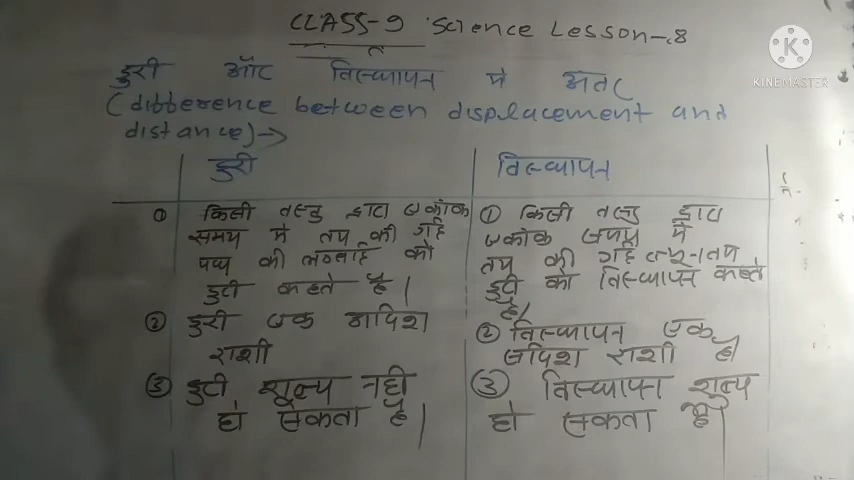 CLASS-9 Science Lesson-8
KINEMASTER
दुरी और विस्थापन में अंतर
(difference between displacement and
distance)→
दुरी
विस्थापन
① किसी वस्तु द्वारा एकांक
समय में तय की गई
पथ की लम्बाई को
दुरी कहते है।
② दुरी एक अदिश
राशी
③ दुरी शून्य नही
हो सकता है।
① किसी वस्तु द्वारा
एकांक समय में
तय की गई न्यूनतम
दुरी को विस्थापन कहते
है।
② विस्थापन एक
सदिश राशी है
③ विस्थापन शून्य
हो सकता है।